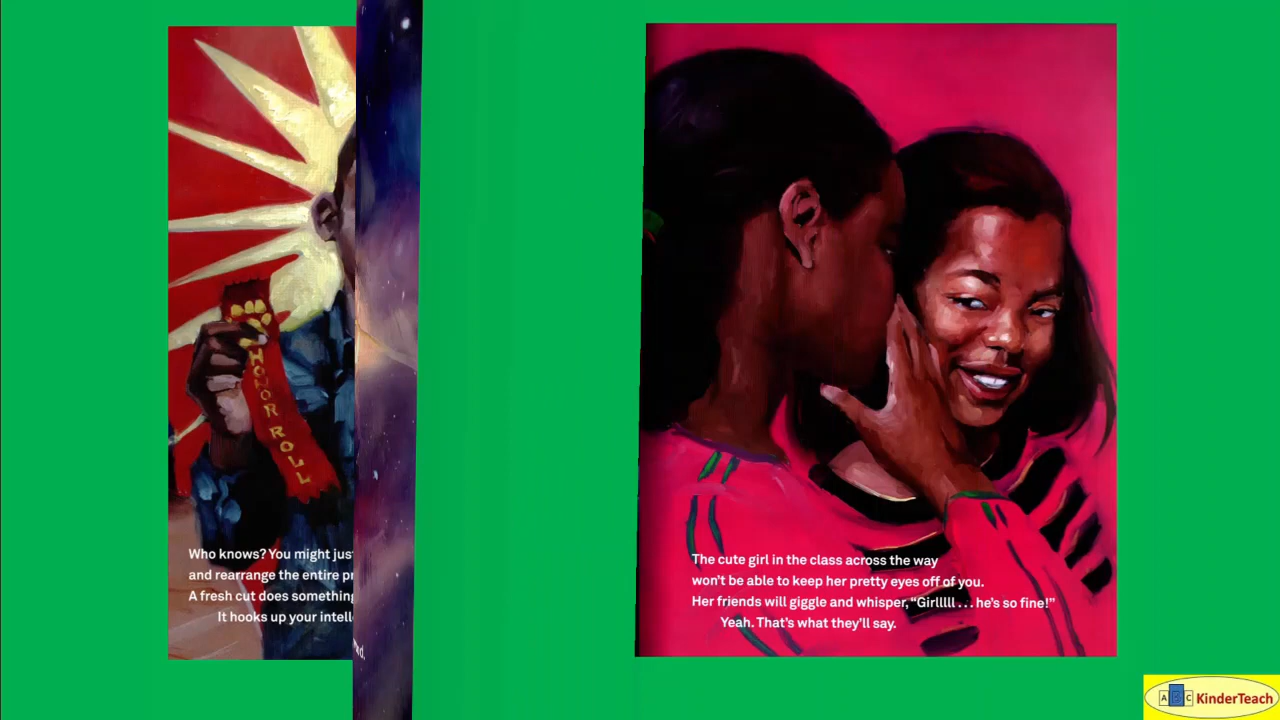 HONOR ROLL
Who knows? You might just
and rearrange the entire
A fresh cut does something
It hooks up your
The cute girl in the class across the way
won't be able to keep her pretty eyes off of you.
Her friends will giggle and whisper, “Girlllll . . . he's so fine!”
Yeah. That's what they'll say.
A B C KinderTeach